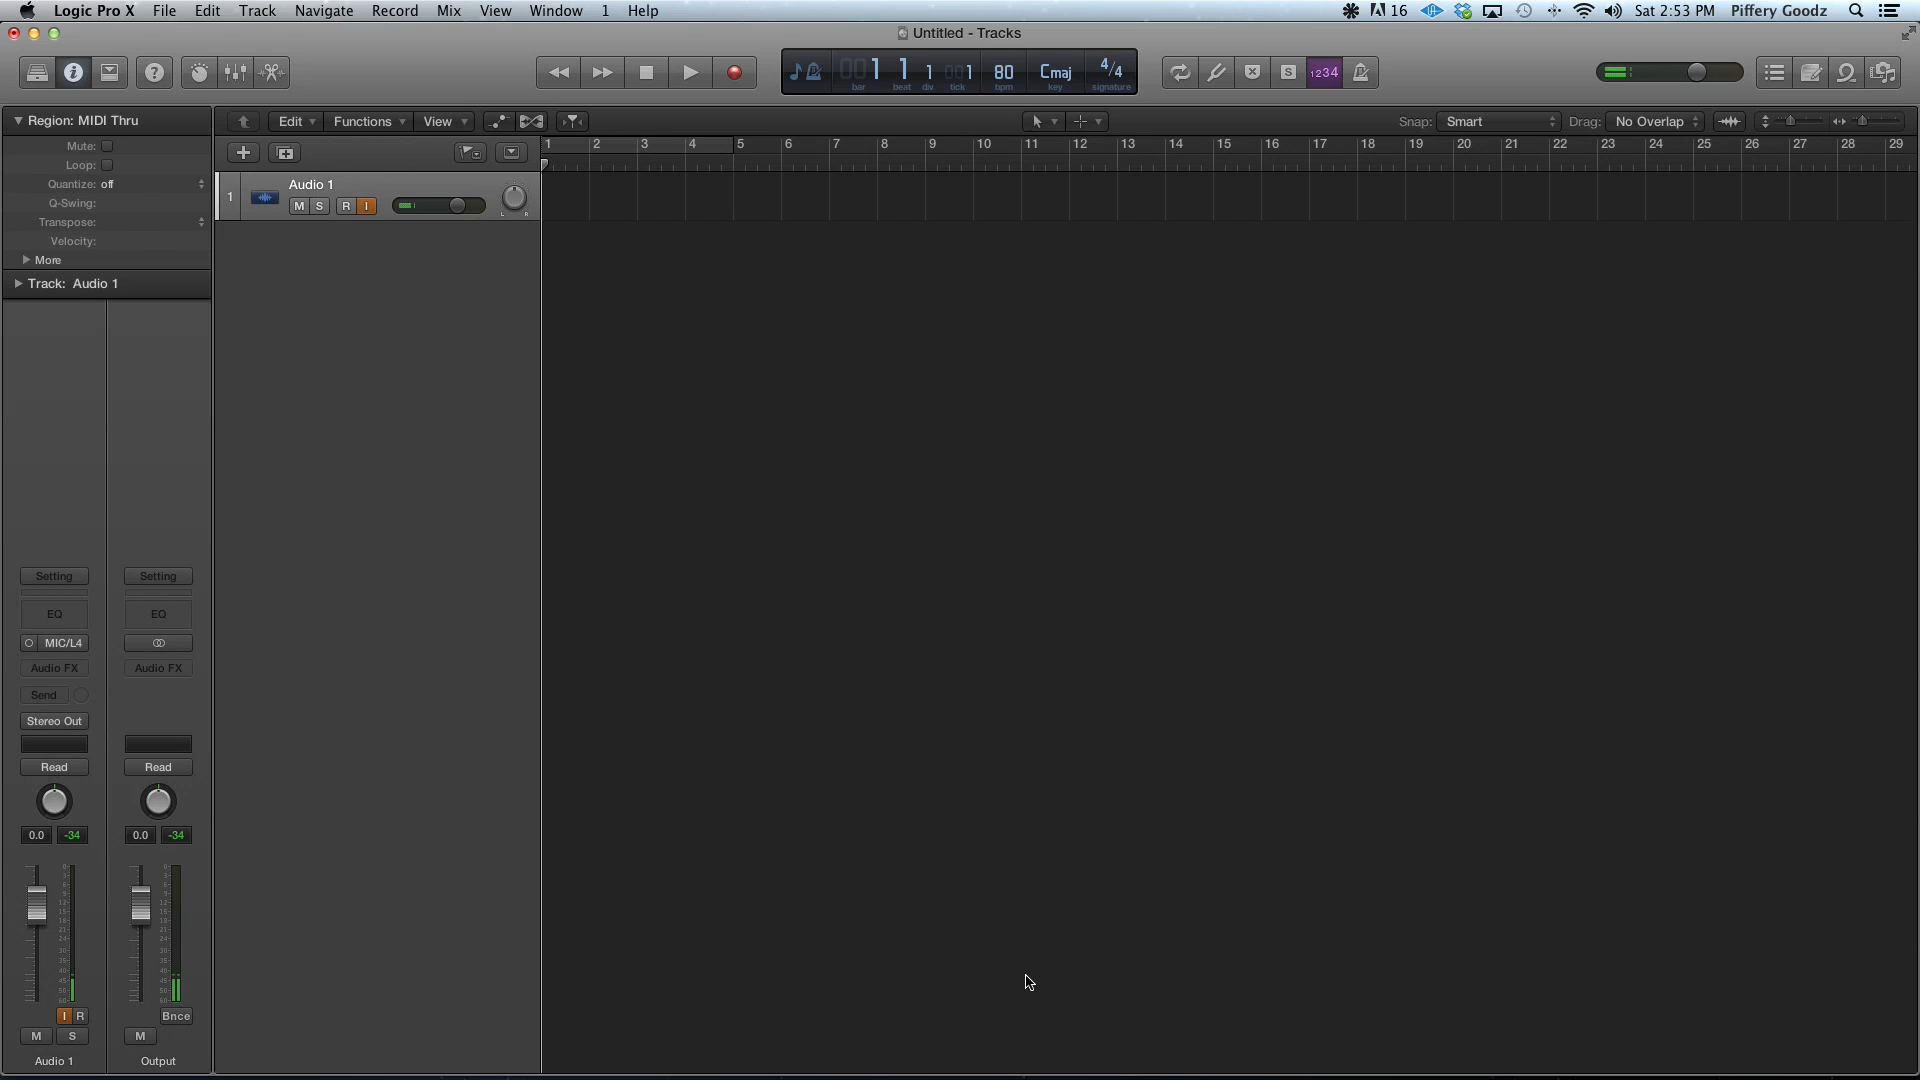 Logic Pro X File Edit Track Navigate Record Mix View Window 1 Help 16 Sat 2:53 PM Piffery Goodz
Untitled - Tracks
001 1 1 001 80 Cmaj 4/4
bar beat div tick bpm key signature
S 1234
Region: MIDI Thru
Edit Functions View Snap: Smart Drag: No Overlap
Mute:
Loop:
Quantize: off
Q-Swing:
Transpose:
Velocity:
More
Track: Audio 1
1 2 3 4 5 6 7 8 9 10 11 12 13 14 15 16 17 18 19 20 21 22 23 24 25 26 27 28 29
1 Audio 1
M S R I L R
Setting Setting
EQ EQ
MIC/L4
Audio FX Audio FX
Send
Stereo Out
Read Read
0.0 -34 0.0 -34
I R Bnce
M S M
Audio 1 Output